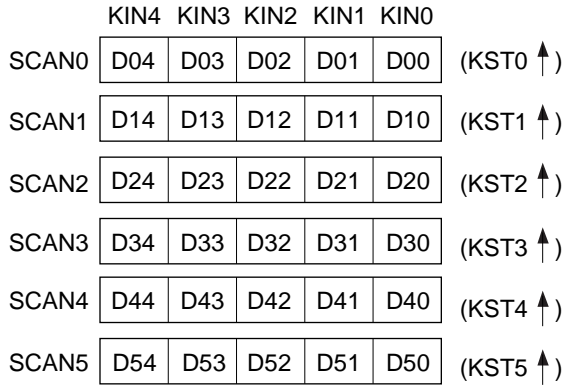 KIN4 KIN3 KIN2 KIN1 KIN0
SCAN0 D04 D03 D02 D01 D00 (KST0 ↑)
SCAN1 D14 D13 D12 D11 D10 (KST1 ↑)
SCAN2 D24 D23 D22 D21 D20 (KST2 ↑)
SCAN3 D34 D33 D32 D31 D30 (KST3 ↑)
SCAN4 D44 D43 D42 D41 D40 (KST4 ↑)
SCAN5 D54 D53 D52 D51 D50 (KST5 ↑)